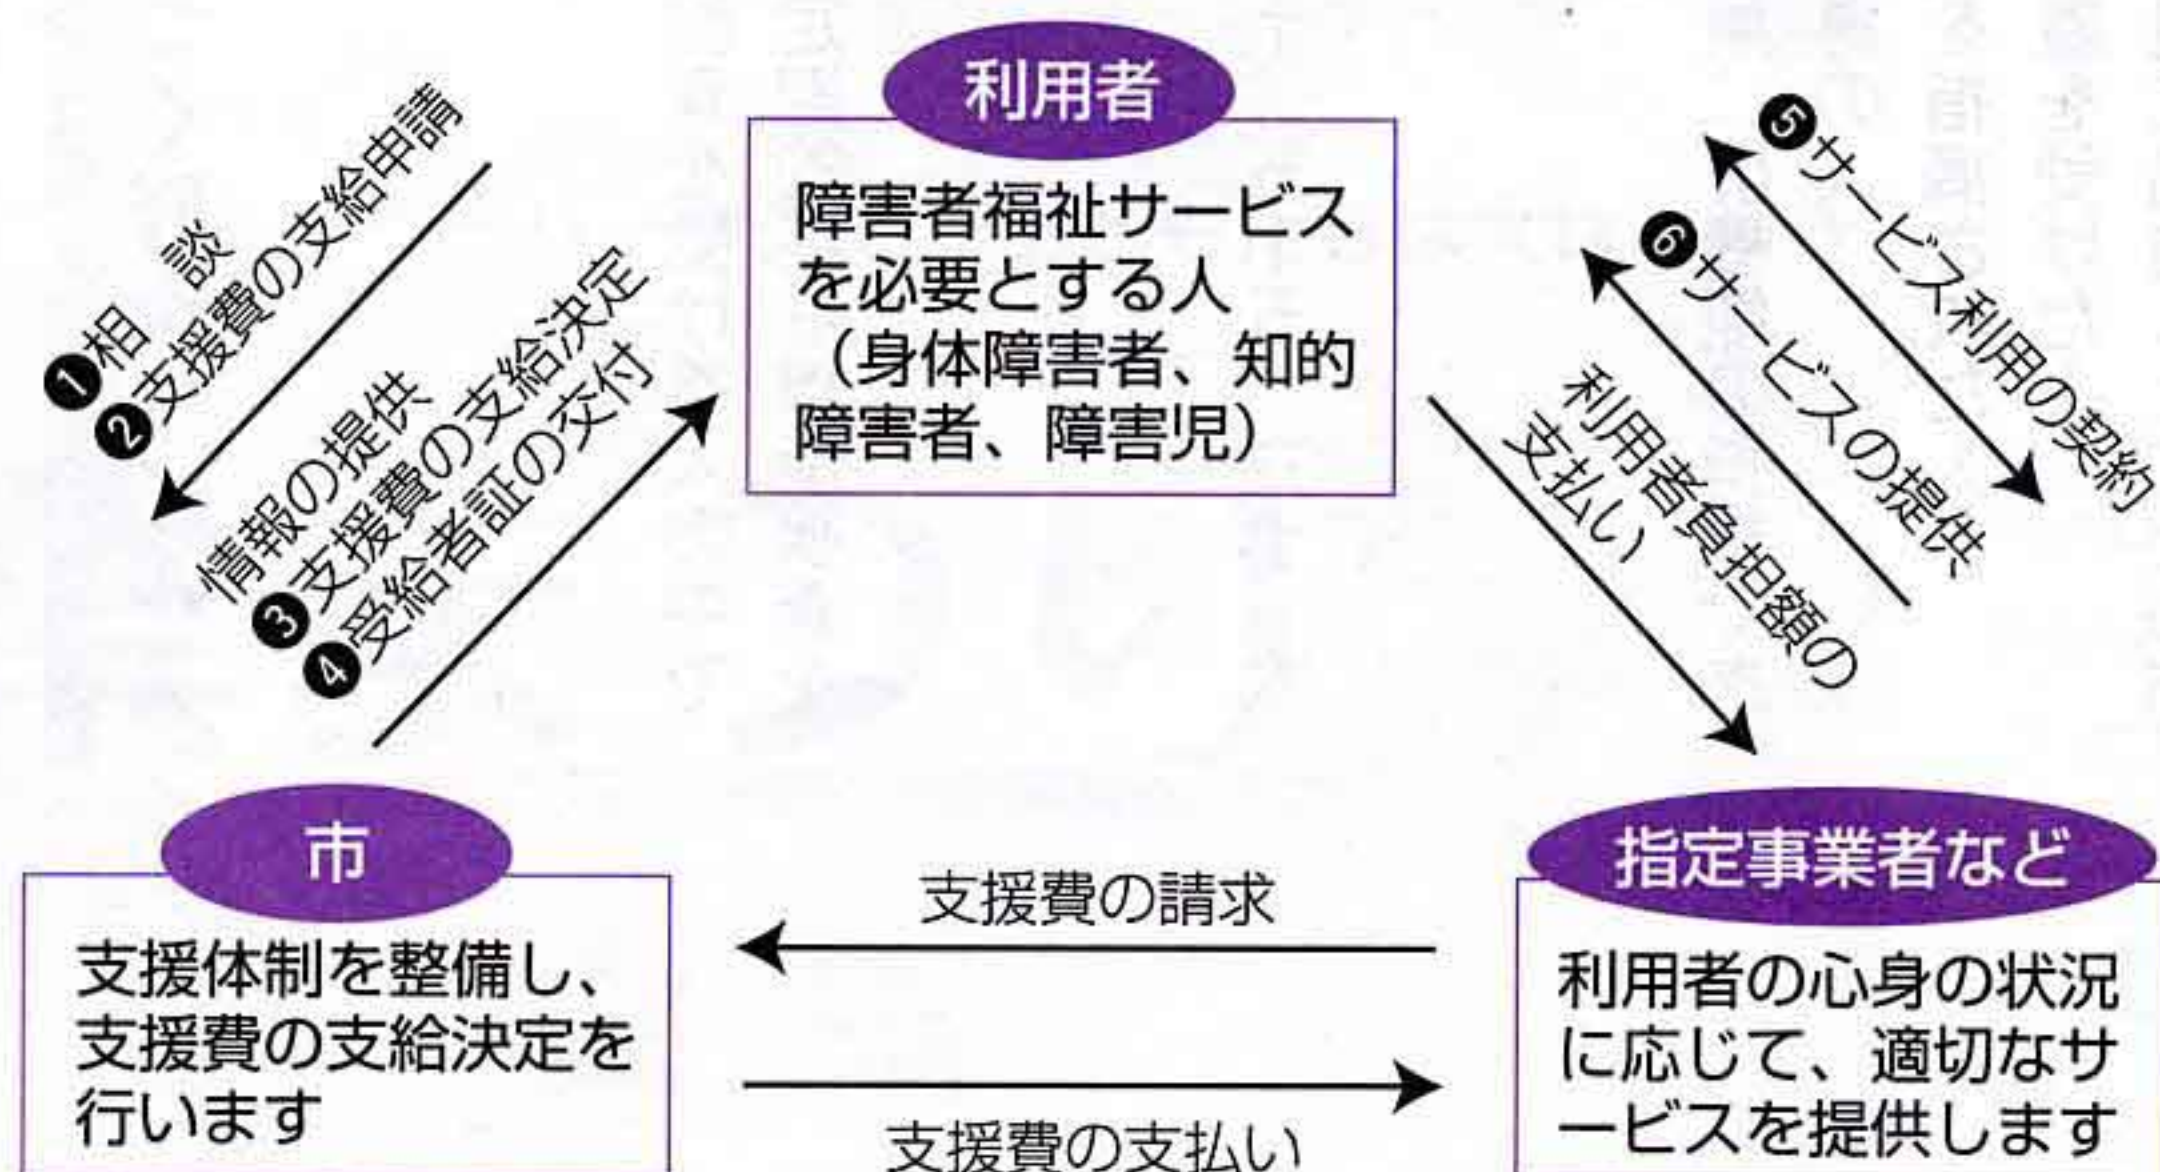 利用者
障害者福祉サービス
を必要とする人
（身体障害者、知的
障害者、障害児）
❶相　談
❷支援費の支給申請
情報の提供
❸支援費の支給決定
❹受給者証の交付
❺サービス利用の契約
❻サービスの提供
利用者負担額の
支払い
市
支援体制を整備し、
支援費の支給決定を
行います
支援費の請求
支援費の支払い
指定事業者など
利用者の心身の状況
に応じて、適切なサ
ービスを提供します